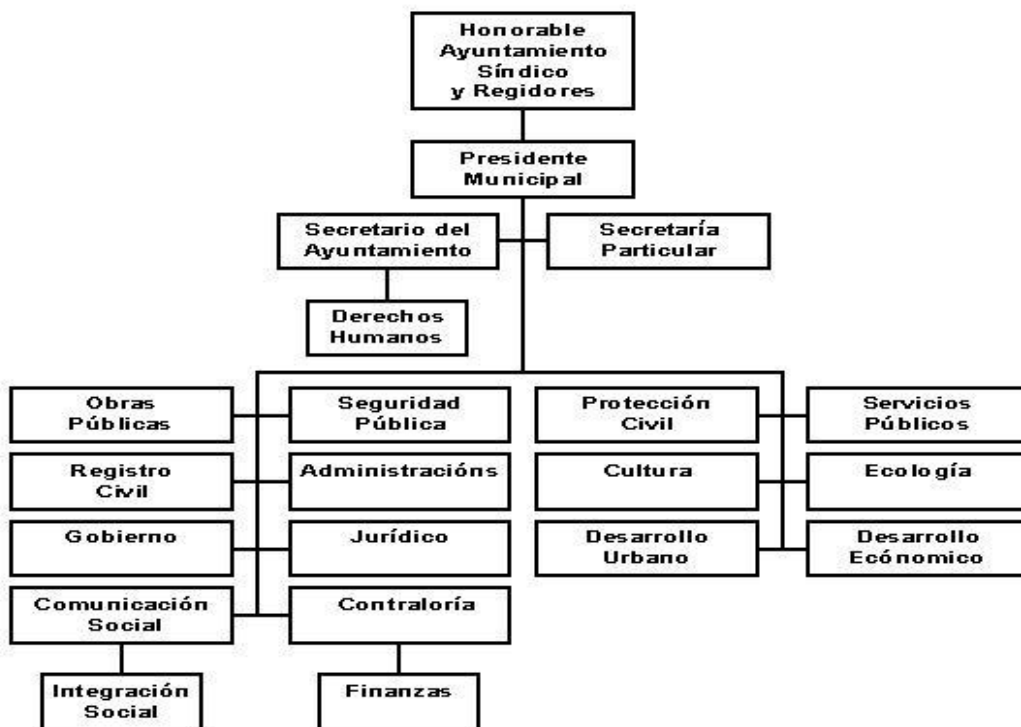 Honorable
Ayuntamiento
Síndico
y Regidores
Presidente
Municipal
Secretario del
Ayuntamiento
Secretaría
Particular
Derechos
Humanos
Obras
Públicas
Seguridad
Pública
Protección
Civil
Servicios
Públicos
Registro
Civil
Administracións
Cultura
Ecología
Gobierno
Jurídico
Desarrollo
Urbano
Desarrollo
Ecónomico
Comunicación
Social
Contraloría
Integración
Social
Finanzas